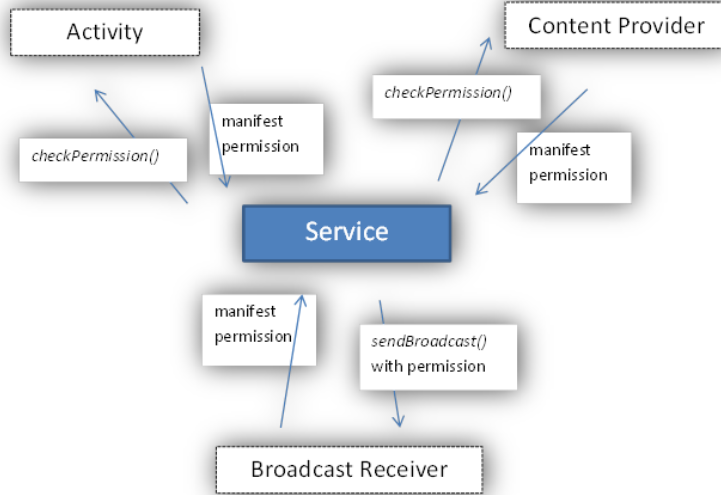 Activity
Content Provider
checkPermission()
manifest
permission
checkPermission()
manifest
permission
Service
manifest
permission
sendBroadcast()
with permission
Broadcast Receiver